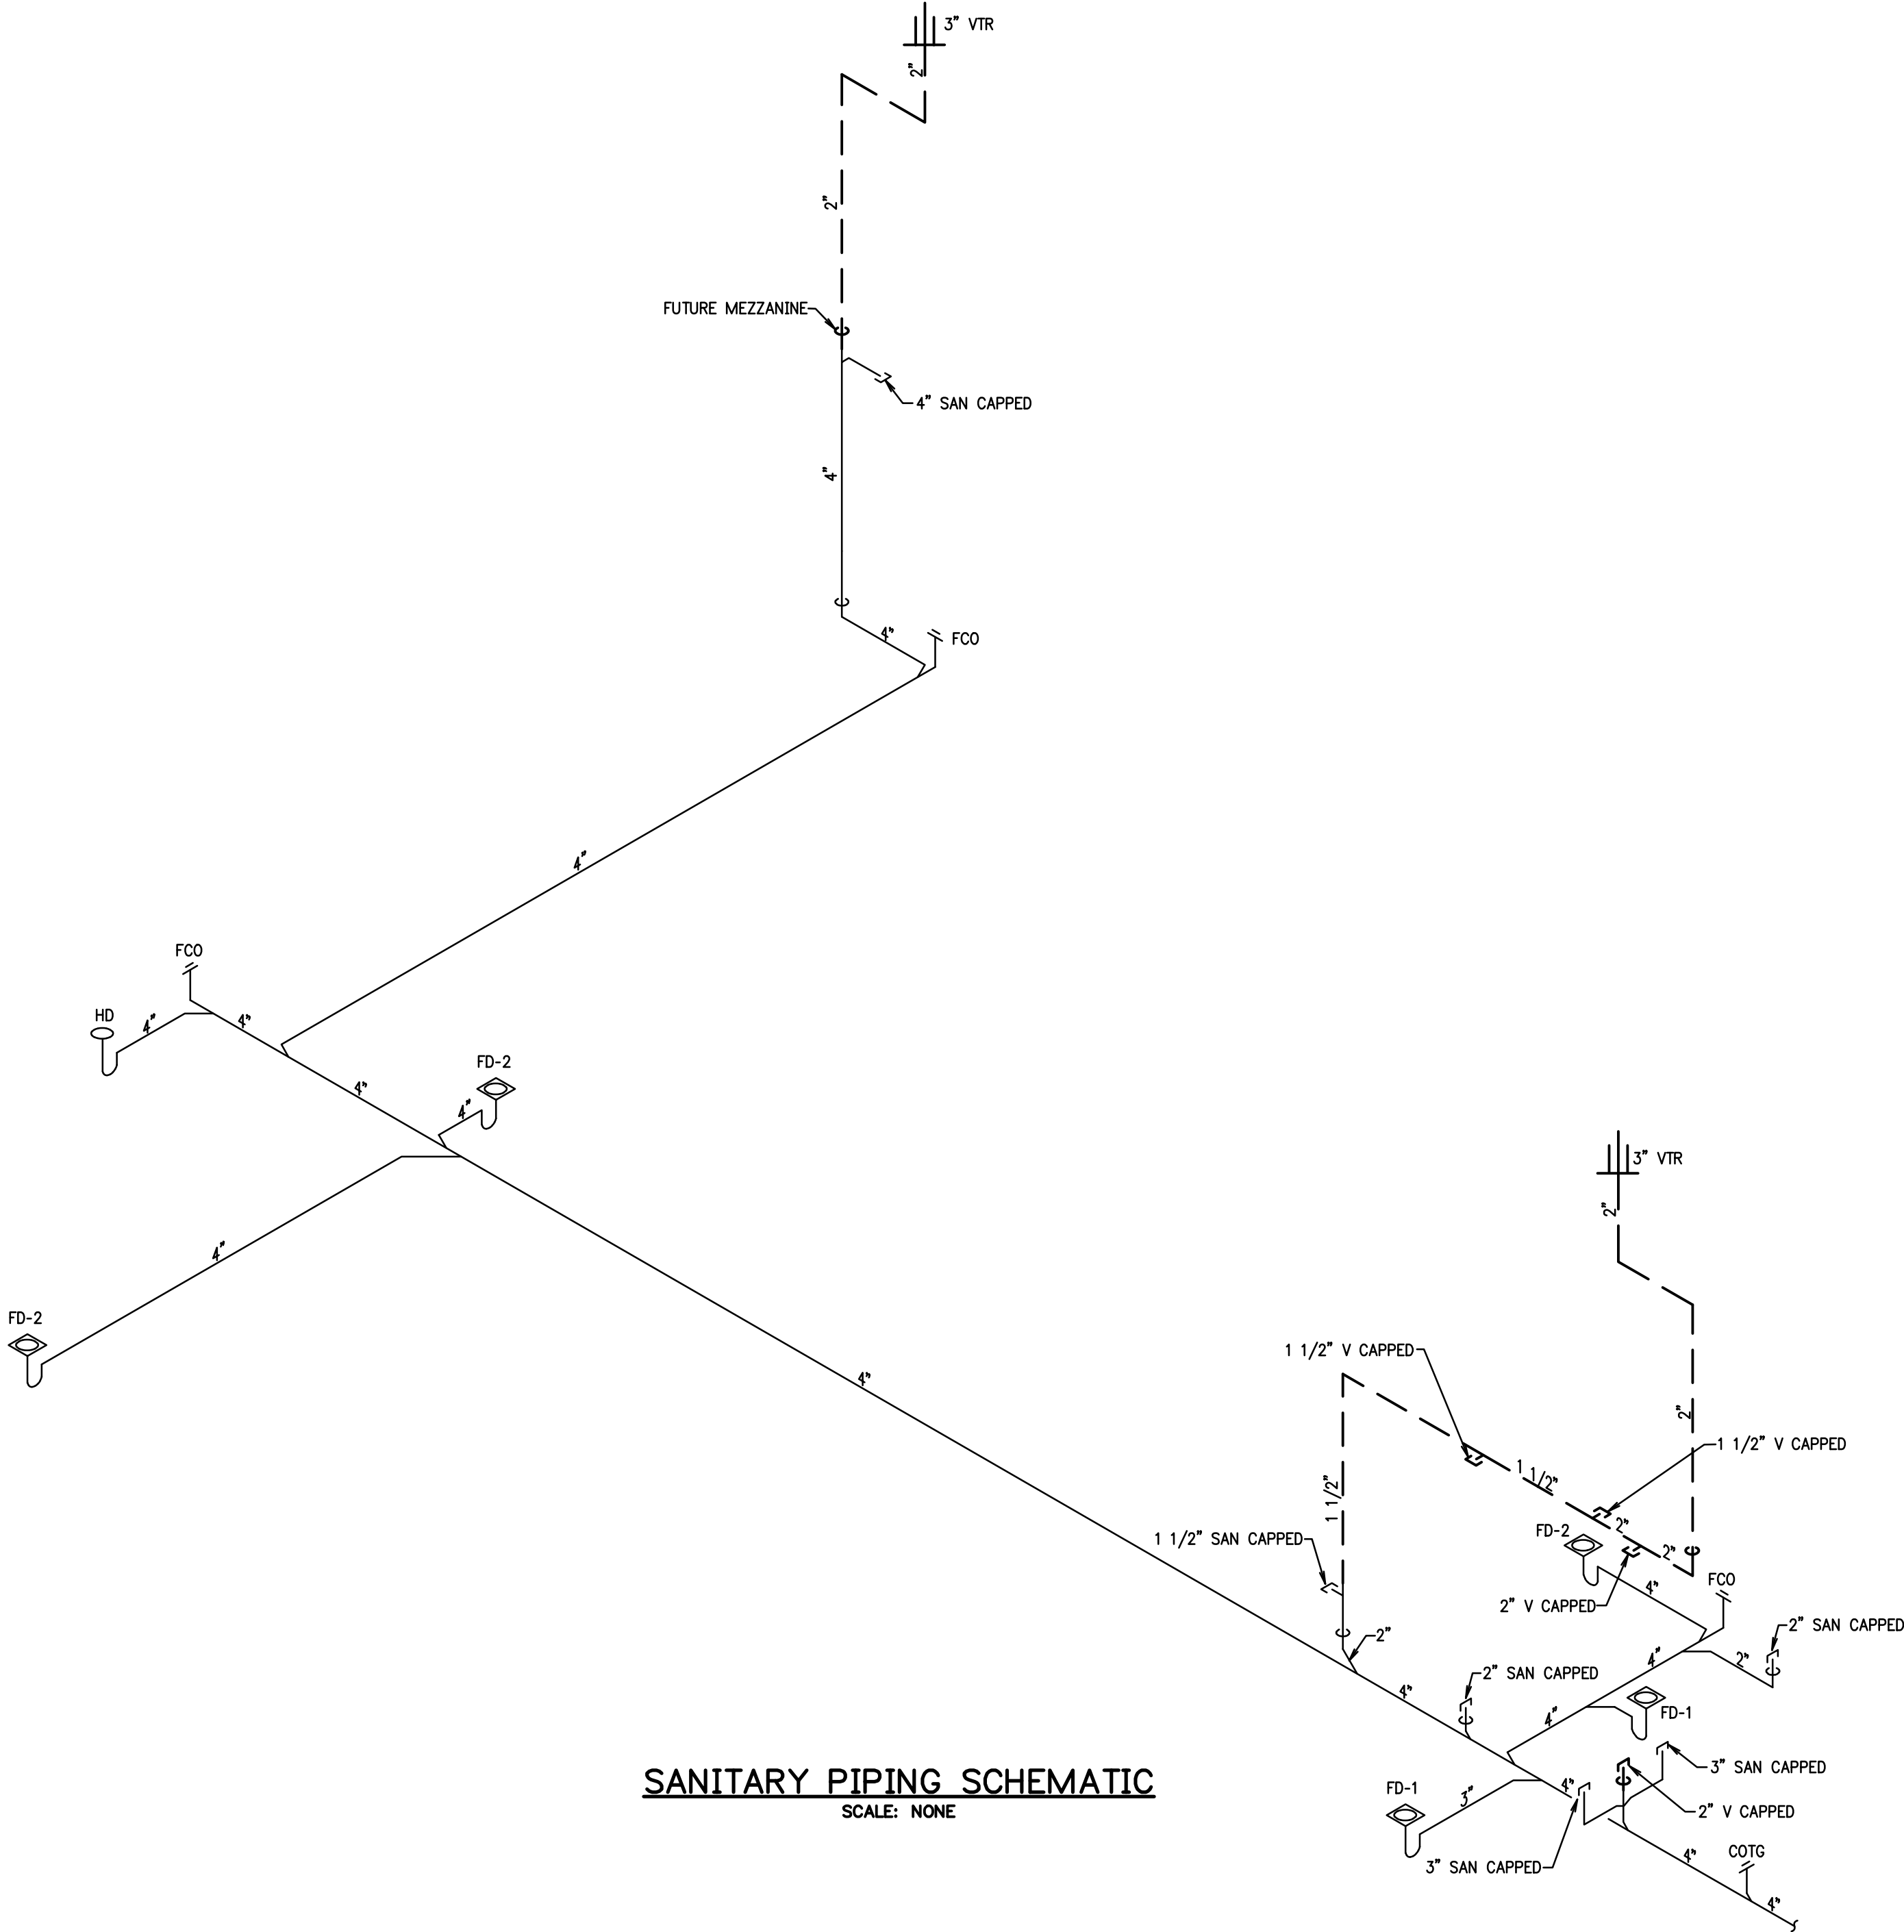 3" VTR
2"
2"
FUTURE MEZZANINE
4" SAN CAPPED
4"
4"
FCO
4"
FCO
HD
4"
4"
4"
FD-2
4"
3" VTR
2"
4"
FD-2
1 1/2" V CAPPED
4"
2"
1 1/2" V CAPPED
1 1/2"
1 1/2"
2"
FD-2
1 1/2" SAN CAPPED
2"
FCO
4"
2" V CAPPED
2" SAN CAPPED
2"
4"
2"
2" SAN CAPPED
4"
4"
FD-1
3" SAN CAPPED
SANITARY PIPING SCHEMATIC
SCALE: NONE
FD-1
3"
4"
2" V CAPPED
3" SAN CAPPED
4"
COTG
4"